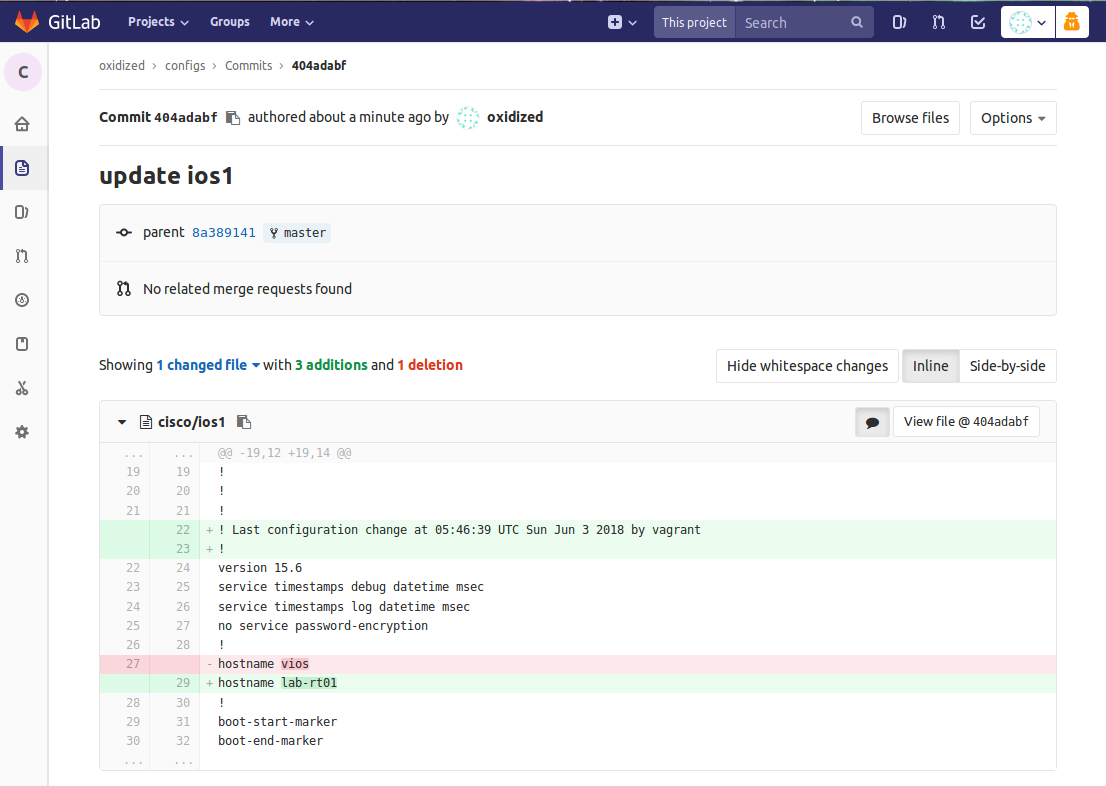 GitLab Projects Groups More This project Search
C
oxidized › configs › Commits › 404adabf
Commit 404adabf authored about a minute ago by oxidized Browse files Options
update ios1
parent 8a389141 master
No related merge requests found
Showing 1 changed file with 3 additions and 1 deletion Hide whitespace changes Inline Side-by-side
cisco/ios1 View file @ 404adabf
... ... @@ -19,12 +19,14 @@
19 19 !
20 20 !
21 21 !
22 + ! Last configuration change at 05:46:39 UTC Sun Jun 3 2018 by vagrant
23 + !
22 24 version 15.6
23 25 service timestamps debug datetime msec
24 26 service timestamps log datetime msec
25 27 no service password-encryption
26 28 !
27 - hostname vios
29 + hostname lab-rt01
28 30 !
29 31 boot-start-marker
30 32 boot-end-marker
... ...